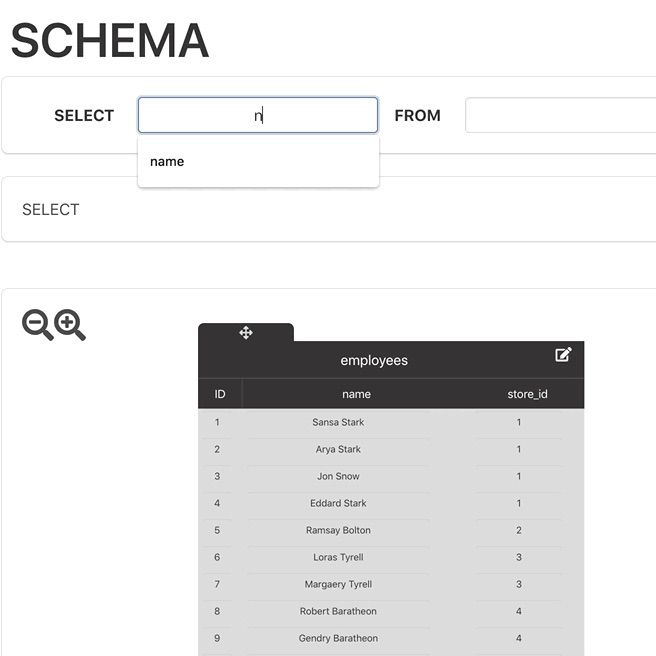 SCHEMA
SELECT n FROM
name
SELECT
employees
ID name store_id
1 Sansa Stark 1
2 Arya Stark 1
3 Jon Snow 1
4 Eddard Stark 1
5 Ramsay Bolton 2
6 Loras Tyrell 3
7 Margaery Tyrell 3
8 Robert Baratheon 4
9 Gendry Baratheon 4